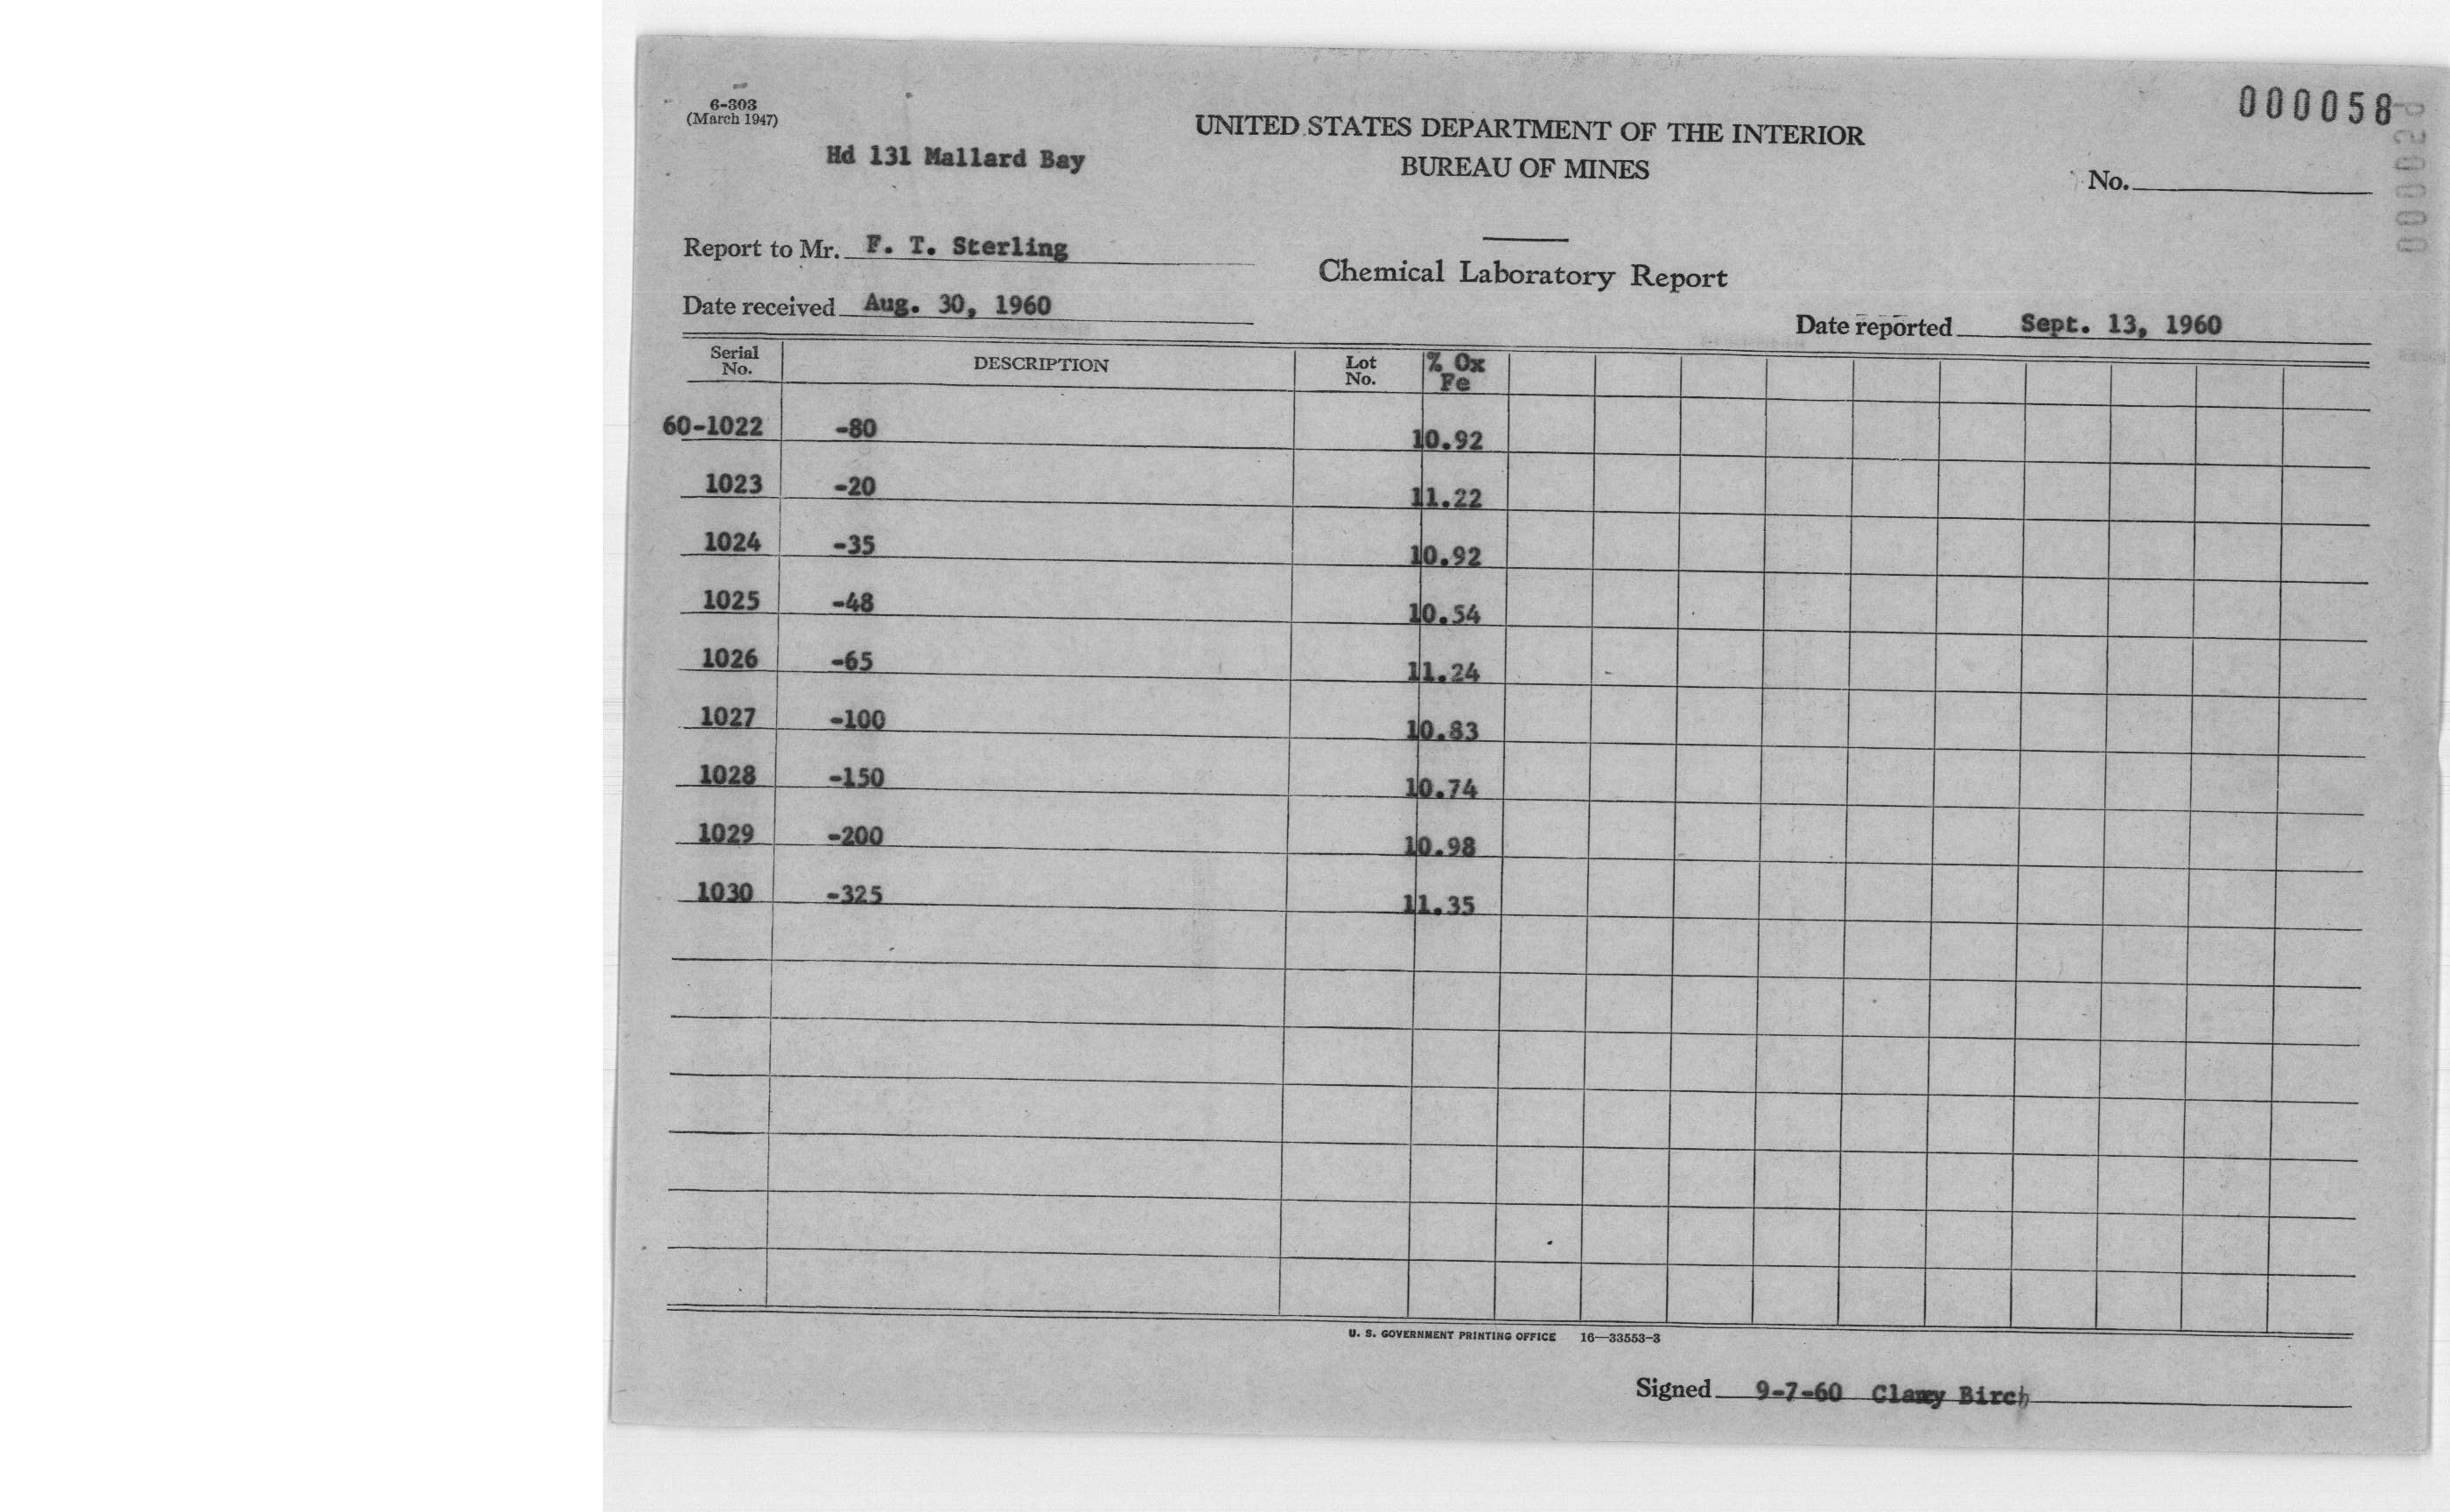 000058
6-303
(March 1947)
UNITED STATES DEPARTMENT OF THE INTERIOR
Hd 131 Mallard Bay
BUREAU OF MINES
No.
Report to Mr. F. T. Sterling
Chemical Laboratory Report
Date received Aug. 30, 1960
Date reported Sept. 13, 1960
Serial No. DESCRIPTION Lot No. % Ox Fe
60-1022 -80 10.92
1023 -20 11.22
1024 -35 10.92
1025 -48 10.54
1026 -65 11.24
1027 -100 10.83
1028 -150 10.74
1029 -200 10.98
1030 -325 11.35
U. S. GOVERNMENT PRINTING OFFICE 16—33553-3
Signed 9-7-60 Birch